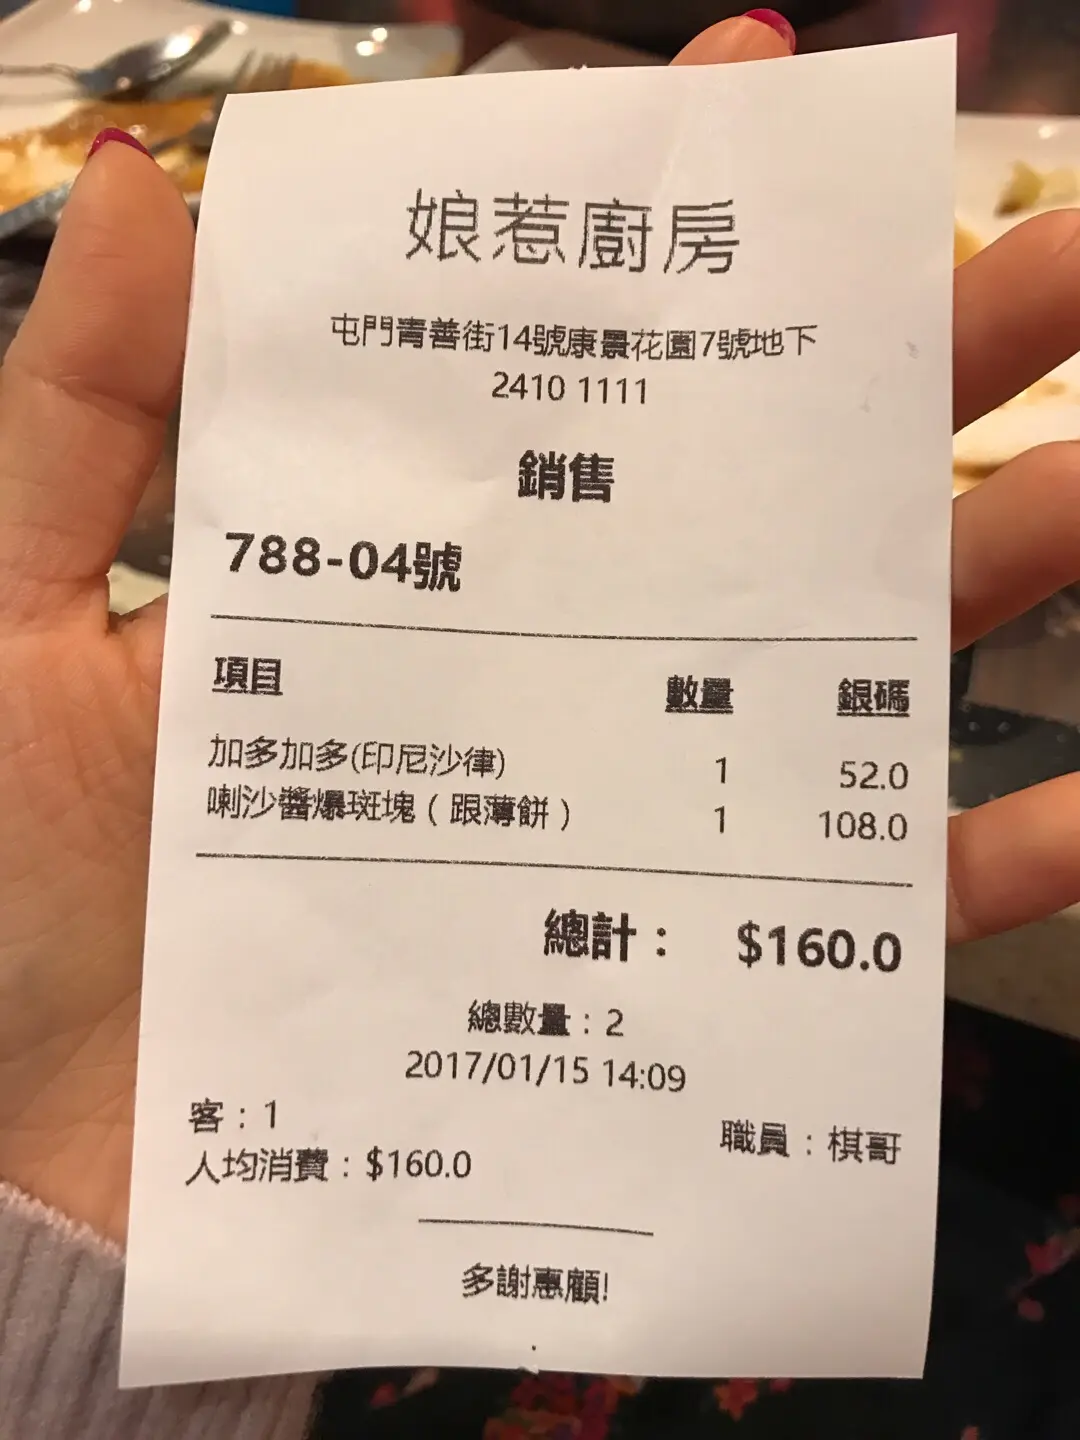 娘惹廚房
屯門青善街14號康景花園7號地下
2410 1111
銷售
788-04號
項目 數量 銀碼
加多加多(印尼沙律) 1 52.0
喇沙醬爆斑塊（跟薄餅） 1 108.0
總計： $160.0
總數量：2
2017/01/15 14:09
客：1
職員：棋哥
人均消費：$160.0
多謝惠顧!